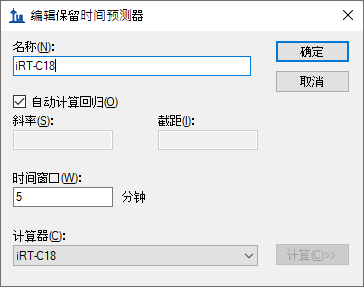 编辑保留时间预测器
名称(N):
iRT-C18
确定
取消
自动计算回归(O)
斜率(S):
截距(I):
时间窗口(W):
5
分钟
计算器(C):
iRT-C18
计算(C)>>